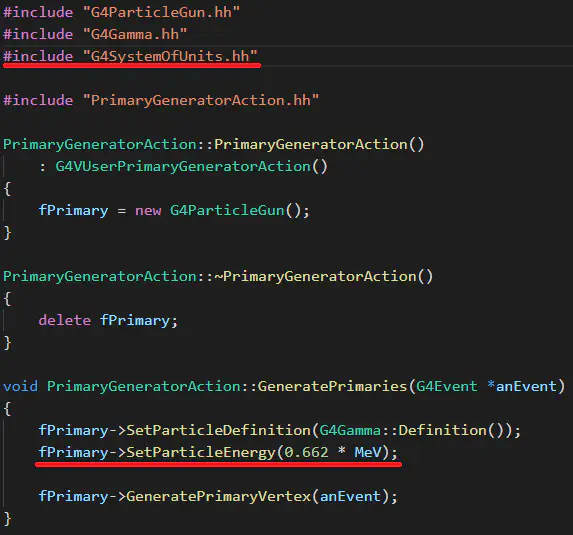 #include "G4ParticleGun.hh"
#include "G4Gamma.hh"
#include "G4SystemOfUnits.hh"

#include "PrimaryGeneratorAction.hh"

PrimaryGeneratorAction::PrimaryGeneratorAction()
    : G4VUserPrimaryGeneratorAction()
{
    fPrimary = new G4ParticleGun();
}

PrimaryGeneratorAction::~PrimaryGeneratorAction()
{
    delete fPrimary;
}

void PrimaryGeneratorAction::GeneratePrimaries(G4Event *anEvent)
{
    fPrimary->SetParticleDefinition(G4Gamma::Definition());
    fPrimary->SetParticleEnergy(0.662 * MeV);

    fPrimary->GeneratePrimaryVertex(anEvent);
}